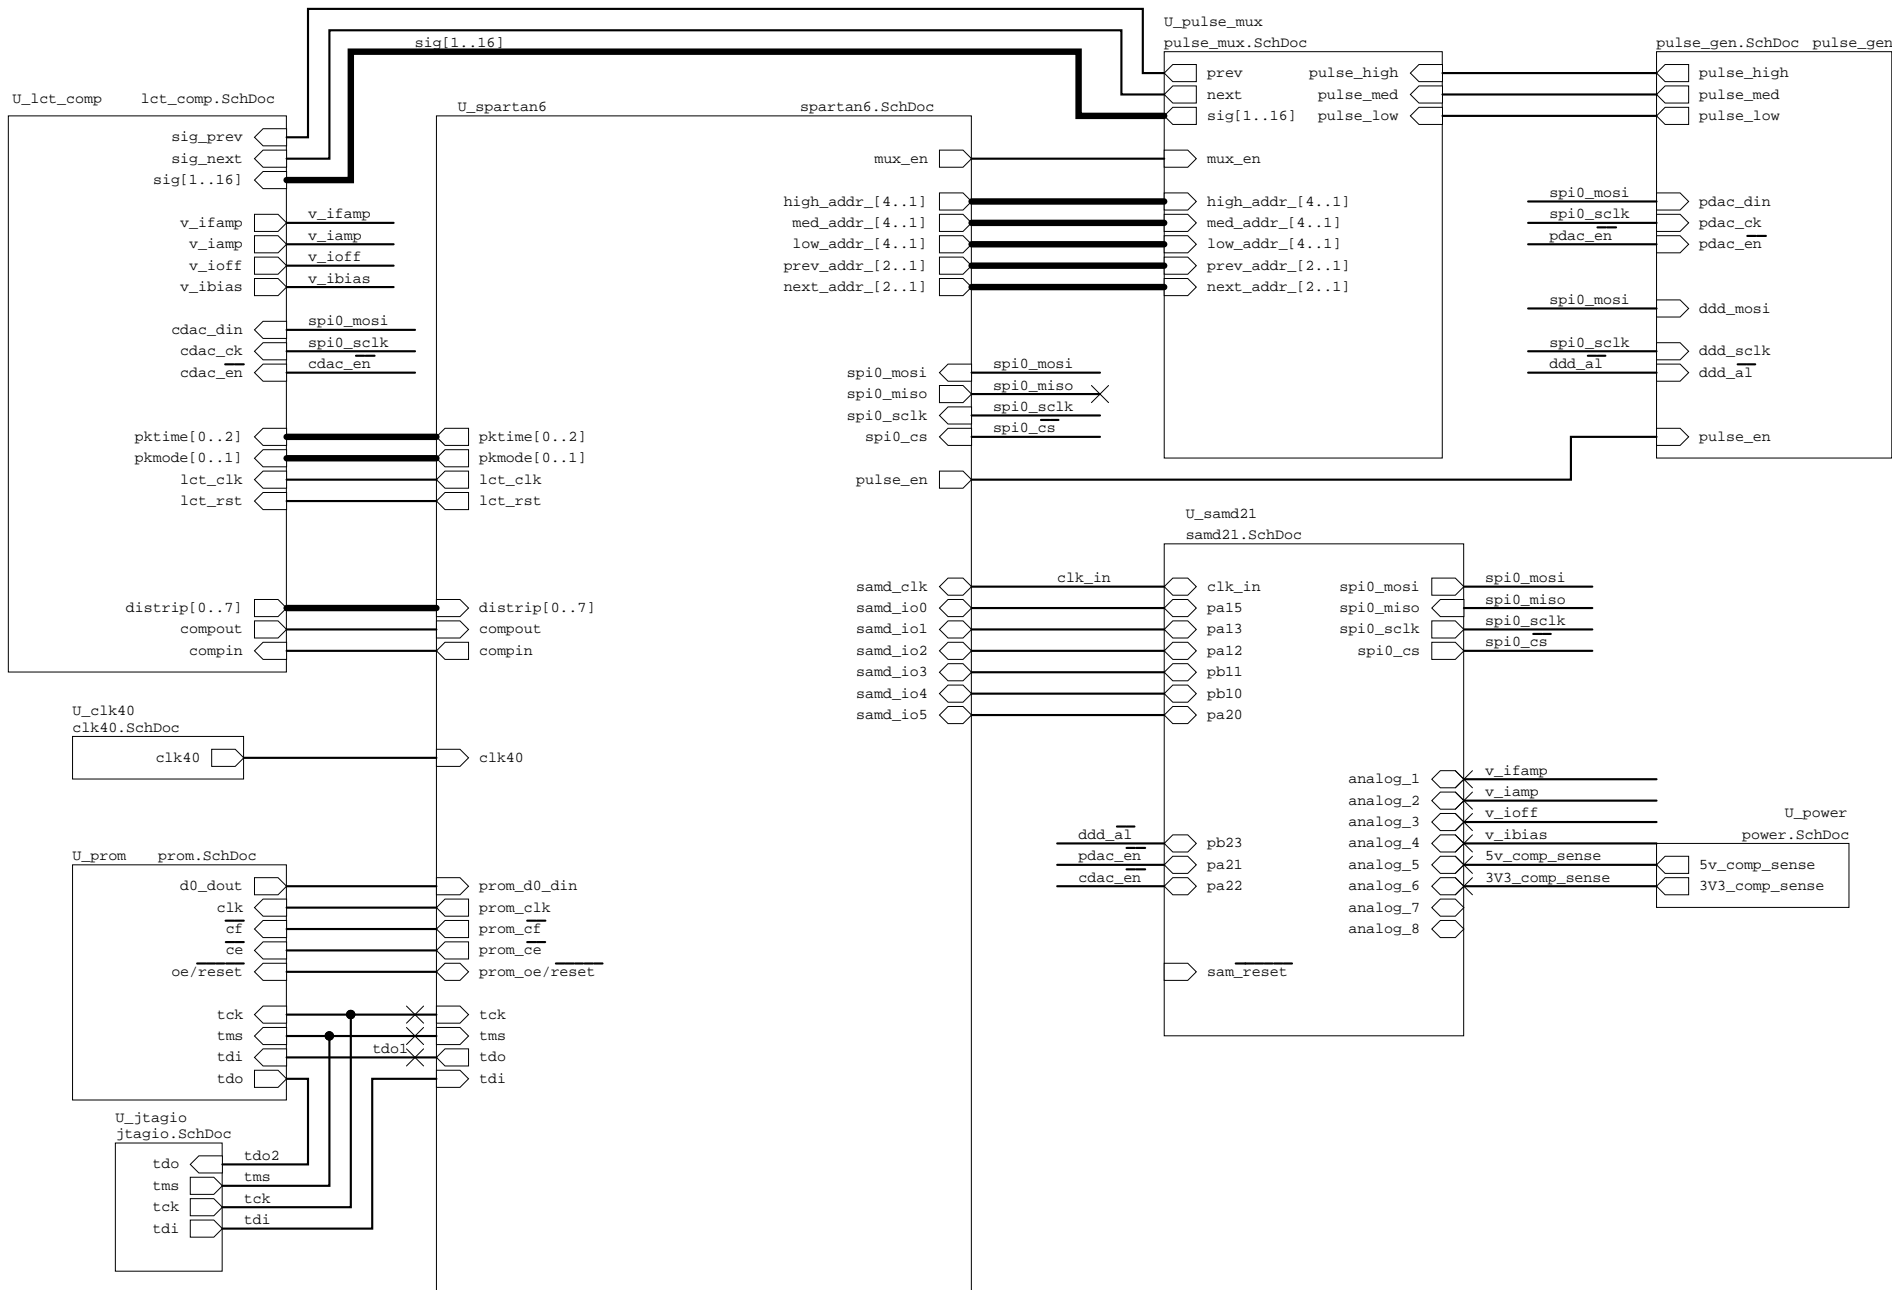 U_pulse_mux
sig[1..16]
pulse_mux.SchDoc
pulse_gen.SchDoc pulse_gen
prev
pulse_high
pulse_high
next
pulse_med
pulse_med
sig[1..16]
pulse_low
pulse_low
mux_en
high_addr_[4..1]
med_addr_[4..1]
low_addr_[4..1]
prev_addr_[2..1]
next_addr_[2..1]
spi0_mosi
pdac_din
spi0_sclk
pdac_ck
pdac_en
pdac_en
spi0_mosi
ddd_mosi
spi0_sclk
ddd_sclk
ddd_al
ddd_al
pulse_en
U_lct_comp
lct_comp.SchDoc
sig_prev
sig_next
sig[1..16]
v_ifamp
v_ifamp
v_iamp
v_iamp
v_ioff
v_ioff
v_ibias
v_ibias
cdac_din
spi0_mosi
cdac_ck
spi0_sclk
cdac_en
cdac_en
pktime[0..2]
pkmode[0..1]
lct_clk
lct_rst
distrip[0..7]
compout
compin
U_spartan6
spartan6.SchDoc
mux_en
high_addr_[4..1]
med_addr_[4..1]
low_addr_[4..1]
prev_addr_[2..1]
next_addr_[2..1]
spi0_mosi
spi0_mosi
spi0_miso
spi0_miso
spi0_sclk
spi0_sclk
spi0_cs
spi0_cs
pktime[0..2]
pkmode[0..1]
lct_clk
lct_rst
pulse_en
distrip[0..7]
compout
compin
samd_clk
clk_in
samd_io0
samd_io1
samd_io2
samd_io3
samd_io4
samd_io5
clk40
prom_d0_din
prom_clk
prom_cf
prom_ce
prom_oe/reset
tck
tms
tdo
tdi
U_samd21
samd21.SchDoc
clk_in
pa15
pa13
pa12
pb11
pb10
pa20
spi0_mosi
spi0_mosi
spi0_miso
spi0_miso
spi0_sclk
spi0_sclk
spi0_cs
spi0_cs
analog_1
v_ifamp
analog_2
v_iamp
analog_3
v_ioff
analog_4
v_ibias
analog_5
5v_comp_sense
analog_6
3V3_comp_sense
analog_7
analog_8
ddd_al
pb23
pdac_en
pa21
cdac_en
pa22
sam_reset
U_power
power.SchDoc
5v_comp_sense
3V3_comp_sense
U_clk40
clk40.SchDoc
clk40
U_prom
prom.SchDoc
d0_dout
clk
cf
ce
oe/reset
tck
tms
tdi
tdo1
tdo
U_jtagio
jtagio.SchDoc
tdo
tdo2
tms
tms
tck
tck
tdi
tdi